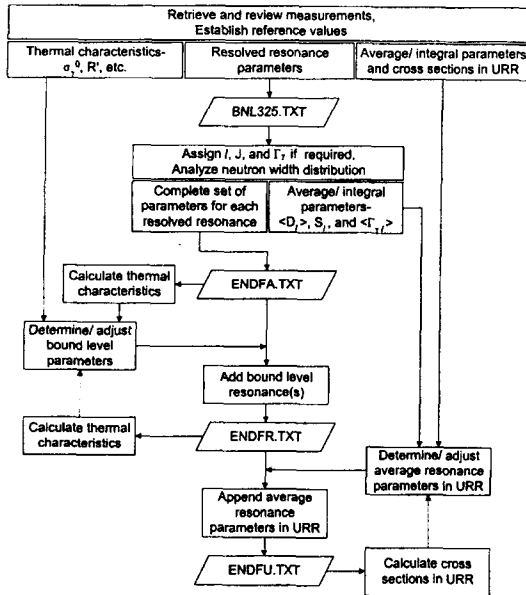 Retrieve and review measurements,
Establish reference values
Thermal characteristics-
σγ⁰, R', etc.
Resolved resonance
parameters
Average/ integral parameters
and cross sections in URR
BNL325.TXT
Assign l, J, and Γγ if required,
Analyze neutron width distribution
Complete set of
parameters for each
resolved resonance
Average/ integral
parameters-
<Dₗ>, Sₗ, and <Γγₗ>
Calculate thermal
characteristics
ENDFA.TXT
Determine/ adjust
bound level
parameters
Add bound level
resonance(s)
Calculate thermal
characteristics
ENDFR.TXT
Determine/ adjust
average resonance
parameters in URR
Append average
resonance
parameters in URR
ENDFU.TXT
Calculate cross
sections in URR